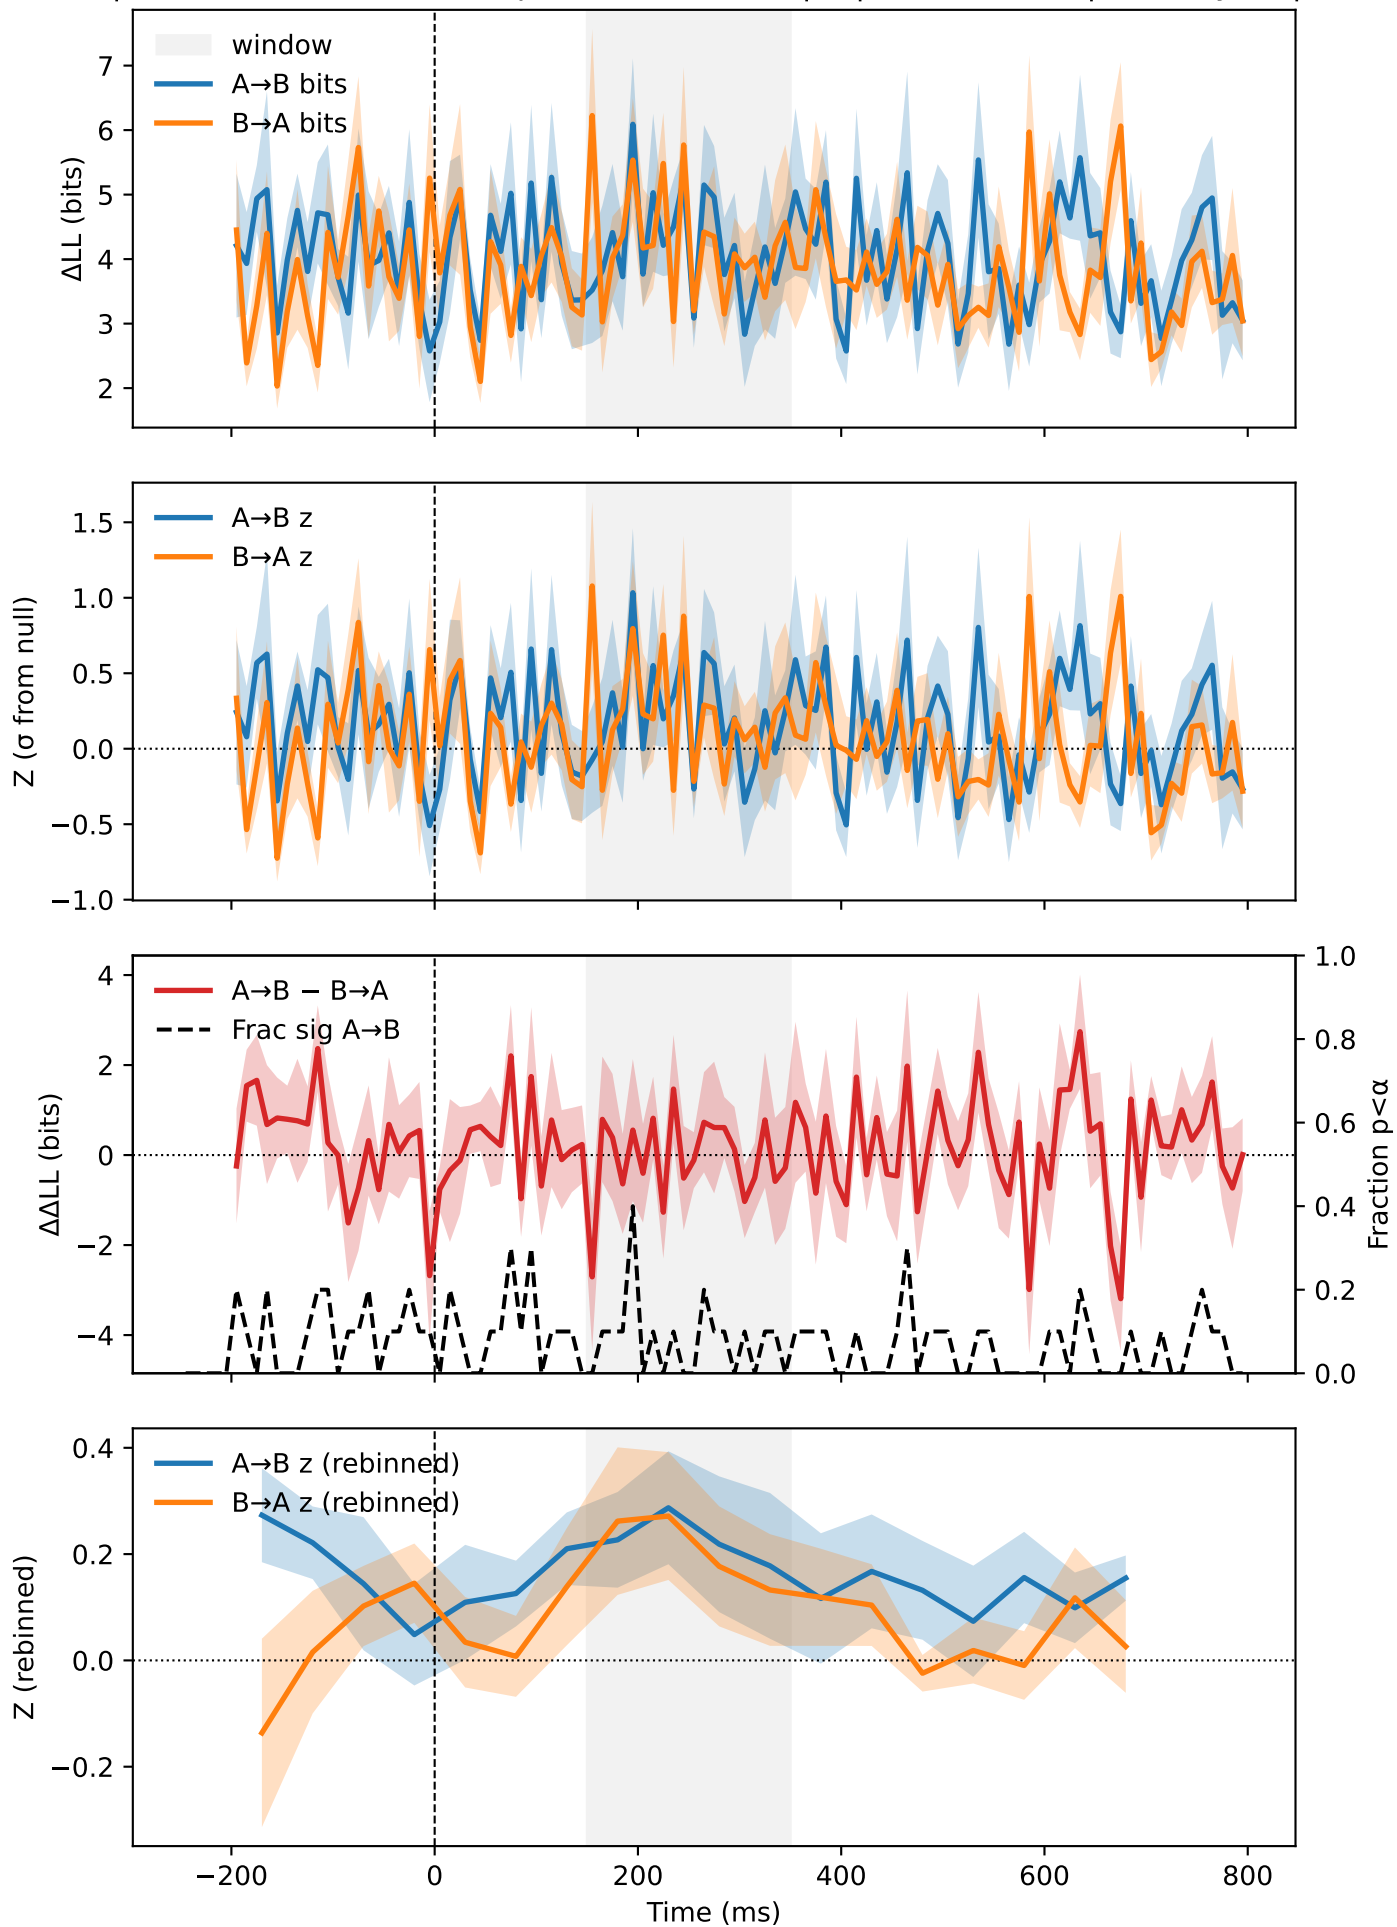 window
A→B bits
B→A bits
ΔLL (bits)
7
6
5
4
3
2
A→B z
B→A z
Z (σ from null)
1.5
1.0
0.5
0.0
−0.5
−1.0
A→B − B→A
Frac sig A→B
ΔΔLL (bits)
4
2
0
−2
−4
1.0
0.8
0.6
0.4
0.2
0.0
Fraction p<α
A→B z (rebinned)
B→A z (rebinned)
Z (rebinned)
0.4
0.2
0.0
−0.2
−200 0 200 400 600 800
Time (ms)